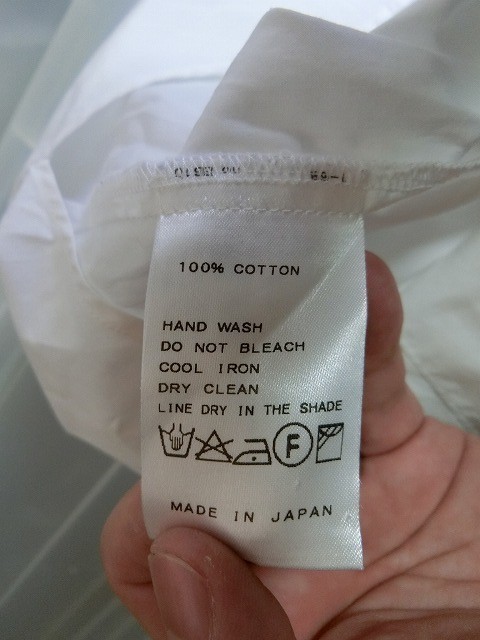 100% COTTON
HAND WASH
DO NOT BLEACH
COOL IRON
DRY CLEAN
LINE DRY IN THE SHADE
F
MADE IN JAPAN